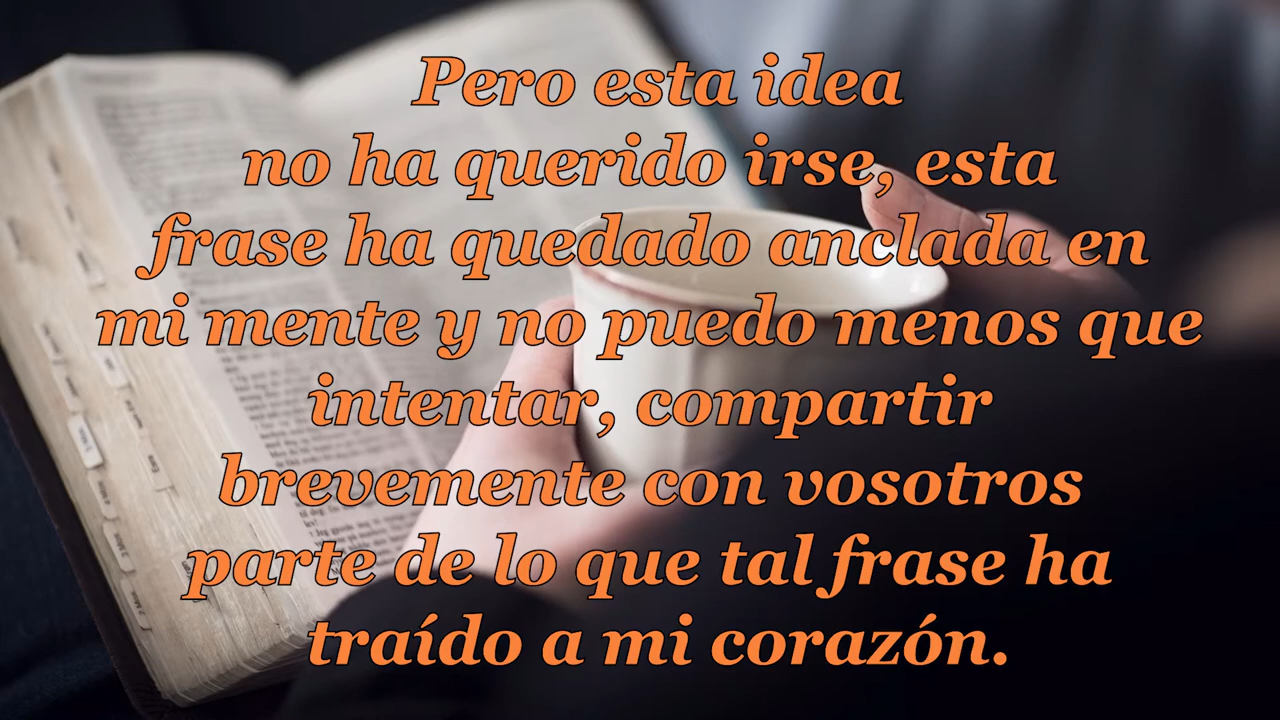 Pero esta idea
no ha querido irse, esta
frase ha quedado anclada en
mi mente y no puedo menos que
intentar, compartir
brevemente con vosotros
parte de lo que tal frase ha
traído a mi corazón.